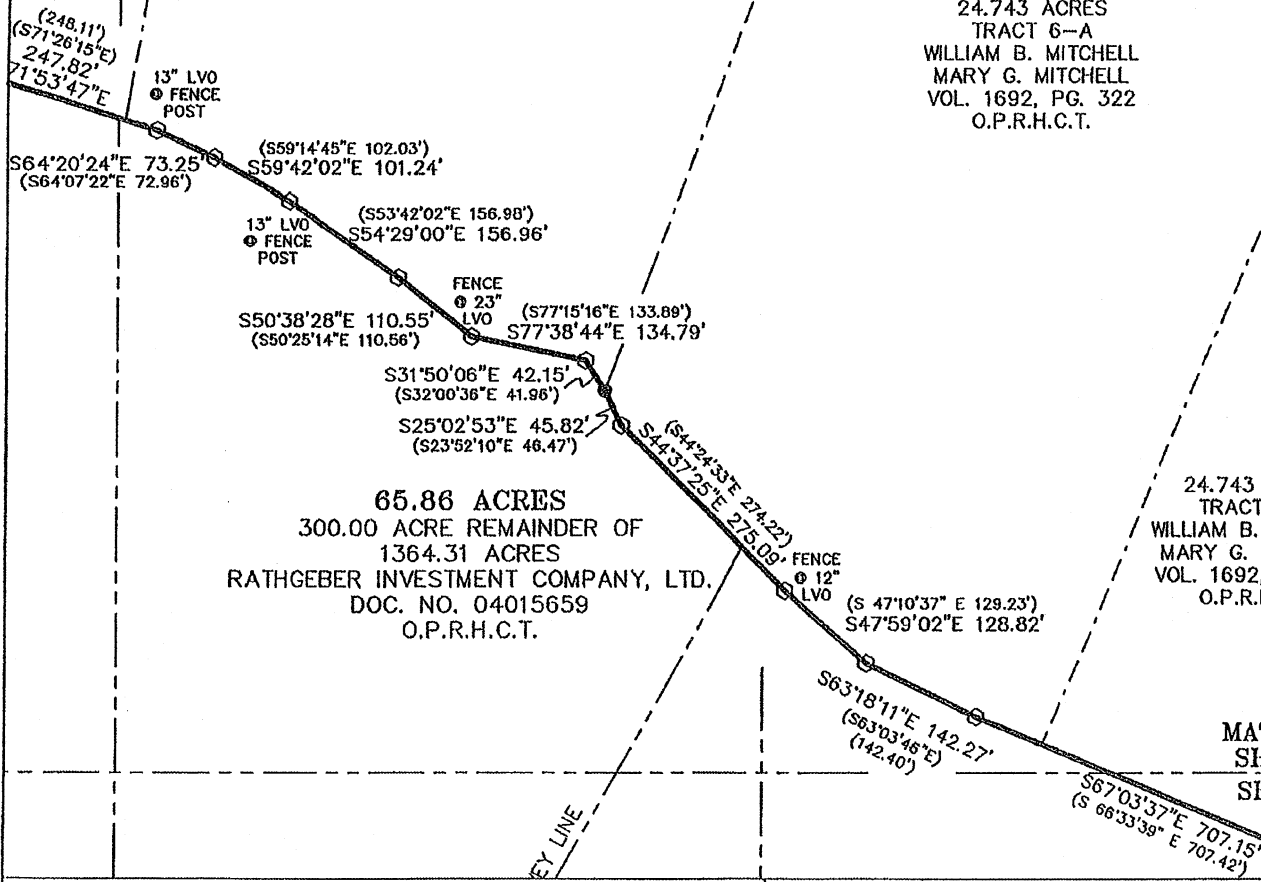 (248.11')
(S71°26'15"E)
247.82'
71°53'47"E
13" LVO
FENCE
POST
S64°20'24"E 73.25'
(S64°07'22"E 72.96')
(S59°14'45"E 102.03')
S59°42'02"E 101.24'
13" LVO
FENCE
POST
(S53°42'02"E 156.98')
S54°29'00"E 156.96'
24.743 ACRES
TRACT 6-A
WILLIAM B. MITCHELL
MARY G. MITCHELL
VOL. 1692, PG. 322
O.P.R.H.C.T.
FENCE
23"
LVO
S50°38'28"E 110.55'
(S50°25'14"E 110.56')
(S77°15'16"E 133.89')
S77°38'44"E 134.79'
S31°50'06"E 42.15'
(S32°00'36"E 41.96')
S25°02'53"E 45.82'
(S23°52'10"E 46.47')
(S44°24'33"E 274.22')
S44°37'25"E 275.09'
65.86 ACRES
300.00 ACRE REMAINDER OF
1364.31 ACRES
RATHGEBER INVESTMENT COMPANY, LTD.
DOC. NO. 04015659
O.P.R.H.C.T.
FENCE
12"
LVO
(S 47°10'37" E 129.23')
S47°59'02"E 128.82'
24.743
TRACT
WILLIAM B.
MARY G.
VOL. 1692,
O.P.R.
S63°18'11"E 142.27'
(S63°03'46"E)
(142.40')
MA
S67°03'37"E 707.15'
(S 66°33'39" E 707.42')
EY LINE